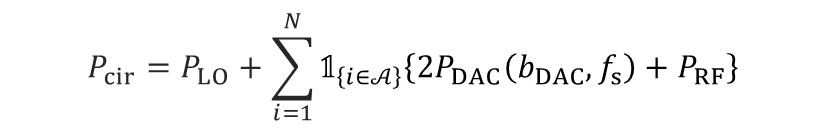 P_cir = P_LO + ∑_{i=1}^{N} 𝟙_{i∈𝒜}{2P_DAC(b_DAC, f_s) + P_RF}